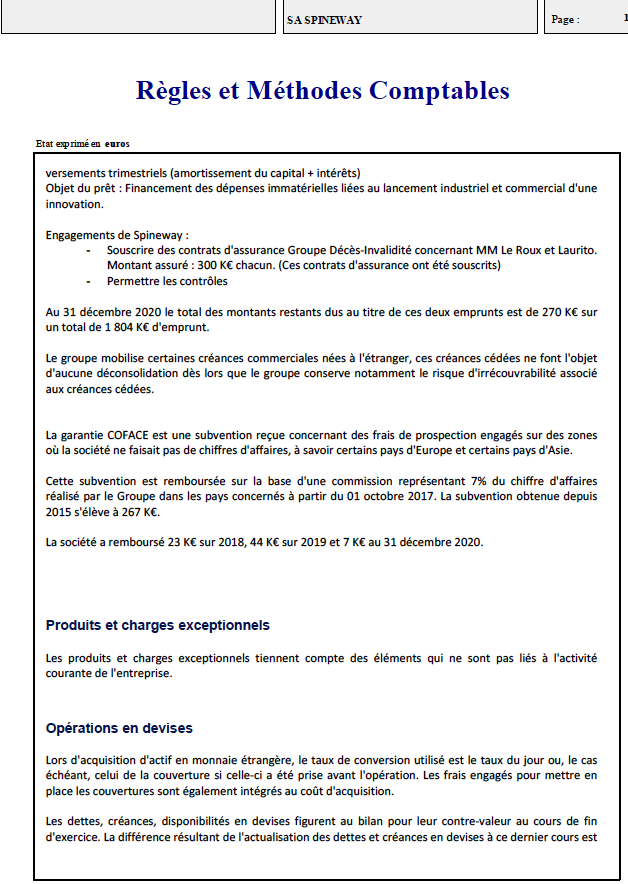 SA SPINEWAY
Page :
Règles et Méthodes Comptables
Etat exprimé en euros
versements trimestriels (amortissement du capital + intérêts)
Objet du prêt : Financement des dépenses immatérielles liées au lancement industriel et commercial d'une
innovation.
Engagements de Spineway :
- Souscrire des contrats d'assurance Groupe Décès-Invalidité concernant MM Le Roux et Laurito.
Montant assuré : 300 K€ chacun. (Ces contrats d'assurance ont été souscrits)
- Permettre les contrôles
Au 31 décembre 2020 le total des montants restants dus au titre de ces deux emprunts est de 270 K€ sur
un total de 1 804 K€ d'emprunt.
Le groupe mobilise certaines créances commerciales nées à l'étranger, ces créances cédées ne font l'objet
d'aucune déconsolidation dès lors que le groupe conserve notamment le risque d'irrécouvrabilité associé
aux créances cédées.
La garantie COFACE est une subvention reçue concernant des frais de prospection engagés sur des zones
où la société ne faisait pas de chiffres d'affaires, à savoir certains pays d'Europe et certains pays d'Asie.
Cette subvention est remboursée sur la base d'une commission représentant 7% du chiffre d'affaires
réalisé par le Groupe dans les pays concernés à partir du 01 octobre 2017. La subvention obtenue depuis
2015 s'élève à 267 K€.
La société a remboursé 23 K€ sur 2018, 44 K€ sur 2019 et 7 K€ au 31 décembre 2020.
Produits et charges exceptionnels
Les produits et charges exceptionnels tiennent compte des éléments qui ne sont pas liés à l'activité
courante de l'entreprise.
Opérations en devises
Lors d'acquisition d'actif en monnaie étrangère, le taux de conversion utilisé est le taux du jour ou, le cas
échéant, celui de la couverture si celle-ci a été prise avant l'opération. Les frais engagés pour mettre en
place les couvertures sont également intégrés au coût d'acquisition.
Les dettes, créances, disponibilités en devises figurent au bilan pour leur contre-valeur au cours de fin
d'exercice. La différence résultant de l'actualisation des dettes et créances en devises à ce dernier cours est